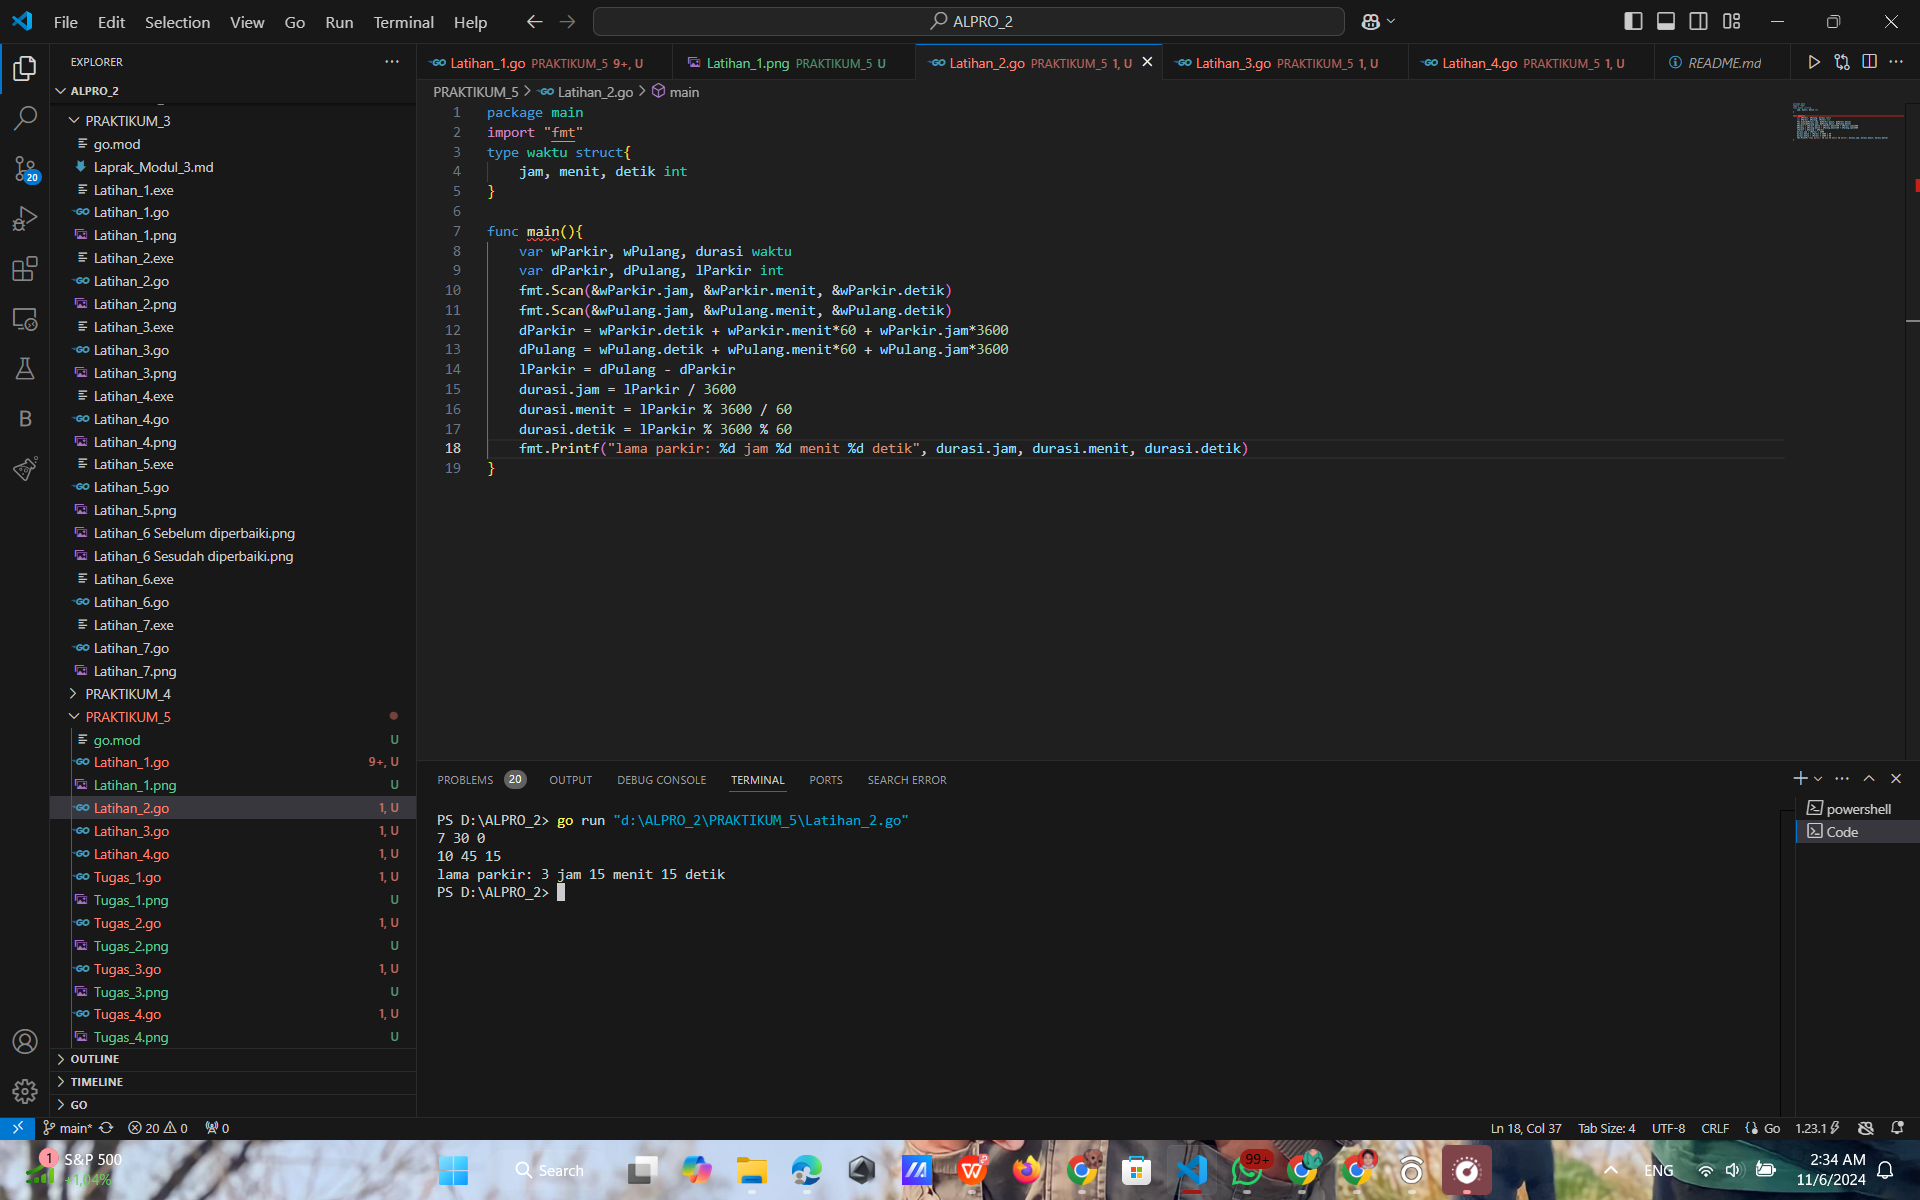 File Edit Selection View Go Run Terminal Help
ALPRO_2
EXPLORER
ALPRO_2
PRAKTIKUM_3
go.mod
Laprak_Modul_3.md
Latihan_1.exe
Latihan_1.go
Latihan_1.png
Latihan_2.exe
Latihan_2.go
Latihan_2.png
Latihan_3.exe
Latihan_3.go
Latihan_3.png
Latihan_4.exe
Latihan_4.go
Latihan_4.png
Latihan_5.exe
Latihan_5.go
Latihan_5.png
Latihan_6 Sebelum diperbaiki.png
Latihan_6 Sesudah diperbaiki.png
Latihan_6.exe
Latihan_6.go
Latihan_7.exe
Latihan_7.go
Latihan_7.png
PRAKTIKUM_4
PRAKTIKUM_5
go.mod U
Latihan_1.go 9+, U
Latihan_1.png U
Latihan_2.go 1, U
Latihan_3.go 1, U
Latihan_4.go 1, U
Tugas_1.go 1, U
Tugas_1.png U
Tugas_2.go 1, U
Tugas_2.png U
Tugas_3.go 1, U
Tugas_3.png U
Tugas_4.go 1, U
Tugas_4.png U
OUTLINE
TIMELINE
GO
20
B
Latihan_1.go PRAKTIKUM_5 9+, U
Latihan_1.png PRAKTIKUM_5 U
Latihan_2.go PRAKTIKUM_5 1, U
Latihan_3.go PRAKTIKUM_5 1, U
Latihan_4.go PRAKTIKUM_5 1, U
README.md
PRAKTIKUM_5 > Latihan_2.go > main
1 package main
2 import "fmt"
3 type waktu struct{
4 jam, menit, detik int
5 }
6
7 func main(){
8 var wParkir, wPulang, durasi waktu
9 var dParkir, dPulang, lParkir int
10 fmt.Scan(&wParkir.jam, &wParkir.menit, &wParkir.detik)
11 fmt.Scan(&wPulang.jam, &wPulang.menit, &wPulang.detik)
12 dParkir = wParkir.detik + wParkir.menit*60 + wParkir.jam*3600
13 dPulang = wPulang.detik + wPulang.menit*60 + wPulang.jam*3600
14 lParkir = dPulang - dParkir
15 durasi.jam = lParkir / 3600
16 durasi.menit = lParkir % 3600 / 60
17 durasi.detik = lParkir % 3600 % 60
18 fmt.Printf("lama parkir: %d jam %d menit %d detik", durasi.jam, durasi.menit, durasi.detik)
19 }
PROBLEMS 20 OUTPUT DEBUG CONSOLE TERMINAL PORTS SEARCH ERROR
PS D:\ALPRO_2> go run "d:\ALPRO_2\PRAKTIKUM_5\Latihan_2.go"
7 30 0
10 45 15
lama parkir: 3 jam 15 menit 15 detik
PS D:\ALPRO_2>
powershell
Code
main* 20 0 0
Ln 18, Col 37 Tab Size: 4 UTF-8 CRLF Go 1.23.1
1
S&P 500
+1,04%
Search
99+
ENG
2:34 AM
11/6/2024